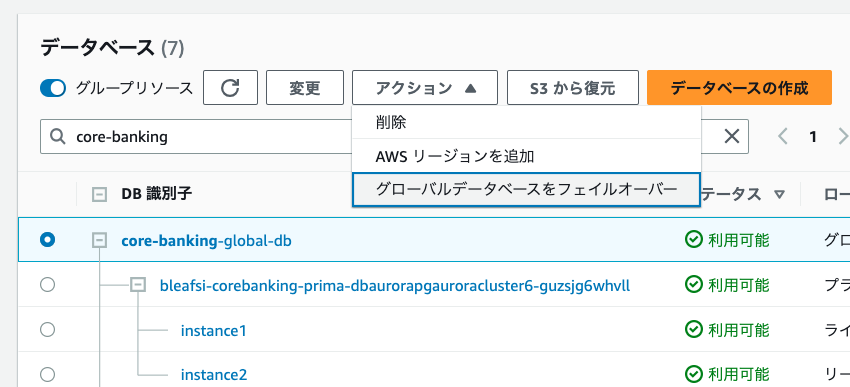 データベース (7)
グループリソース 変更 アクション S3 から復元 データベースの作成
core-banking 1
削除
AWS リージョンを追加
グローバルデータベースをフェイルオーバー
DB 識別子 テータス ロー
core-banking-global-db 利用可能 グロ
bleafsi-corebanking-prima-dbaurorapgauroracluster6-guzsjg6whvll 利用可能 プラ
instance1 利用可能 ライ
instance2 利用可能 リー